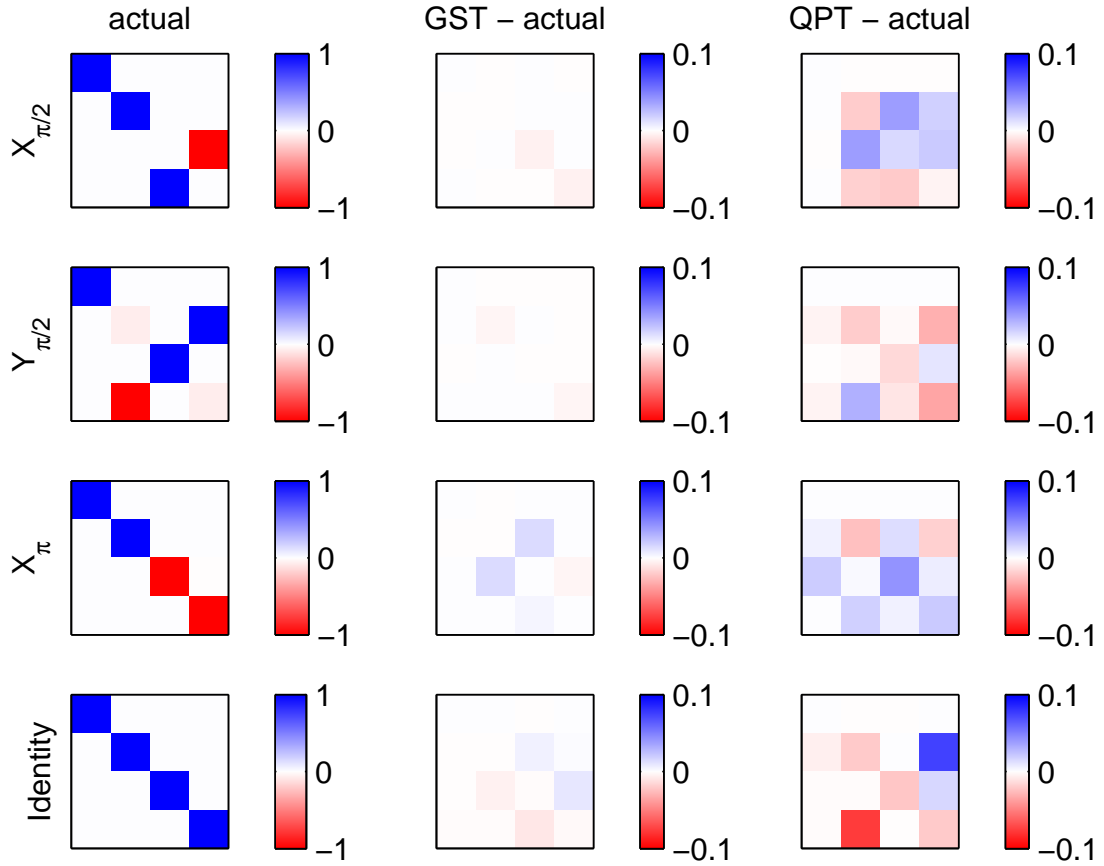 actual GST − actual QPT − actual
X_π/2 1 0 −1 0.1 0 −0.1 0.1 0 −0.1
Y_π/2 1 0 −1 0.1 0 −0.1 0.1 0 −0.1
X_π 1 0 −1 0.1 0 −0.1 0.1 0 −0.1
Identity 1 0 −1 0.1 0 −0.1 0.1 0 −0.1